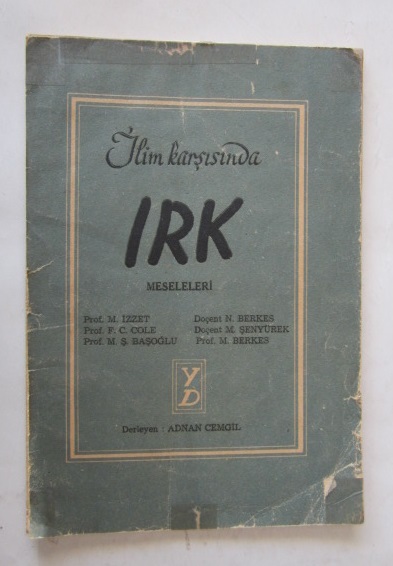 İlim karşısında
IRK
MESELELERİ
Prof. M. İZZET Doçent N. BERKES
Prof. F. C. COLE Doçent M. ŞENYÜREK
Prof. M. Ş. BAŞOĞLU Prof. M. BERKES
YD
Derleyen : ADNAN CEMGİL